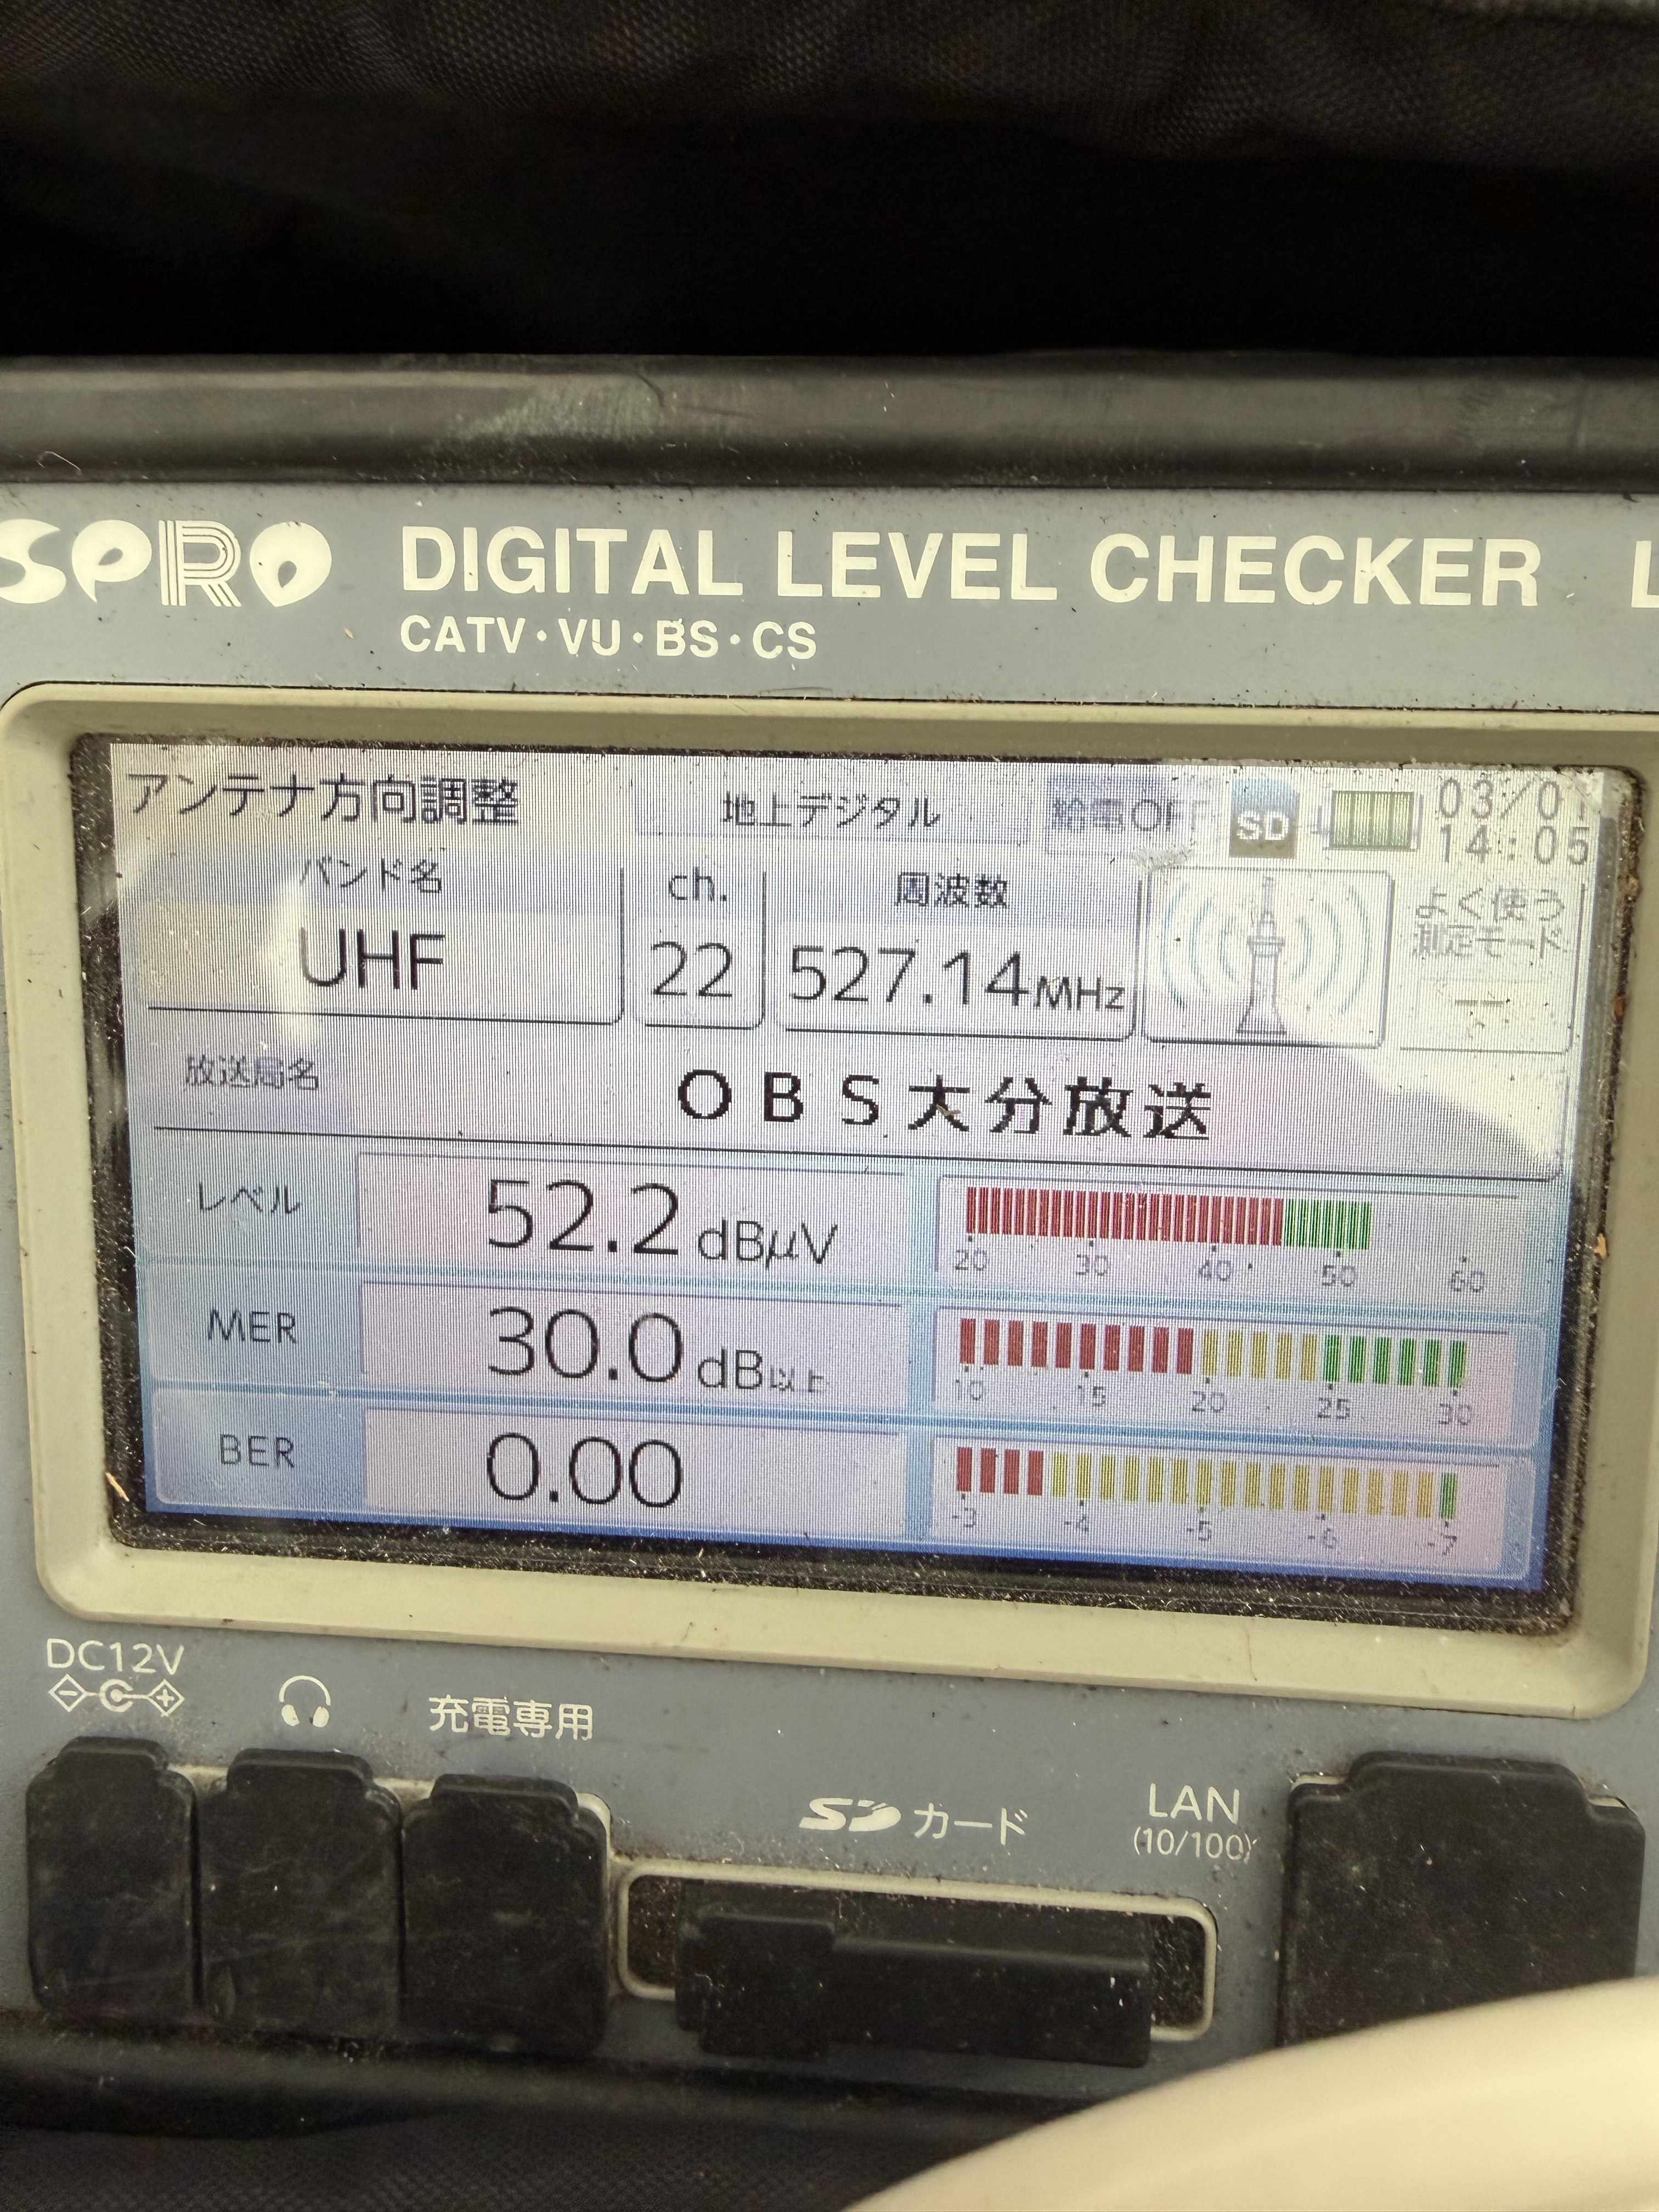 SPRO DIGITAL LEVEL CHECKER L
CATV・VU・BS・CS
アンテナ方向調整 地上デジタル 給電OFF SD 03/01
14:05
バンド名 ch. 周波数 よく使う
測定モード
UHF 22 527.14MHz --
放送局名 OBS大分放送
レベル 52.2 dBμV
20 30 40 50 60
MER 30.0 dB以上
10 15 20 25 30
BER 0.00
-3 -4 -5 -6 -7
DC12V
充電専用
SDカード
LAN
(10/100)